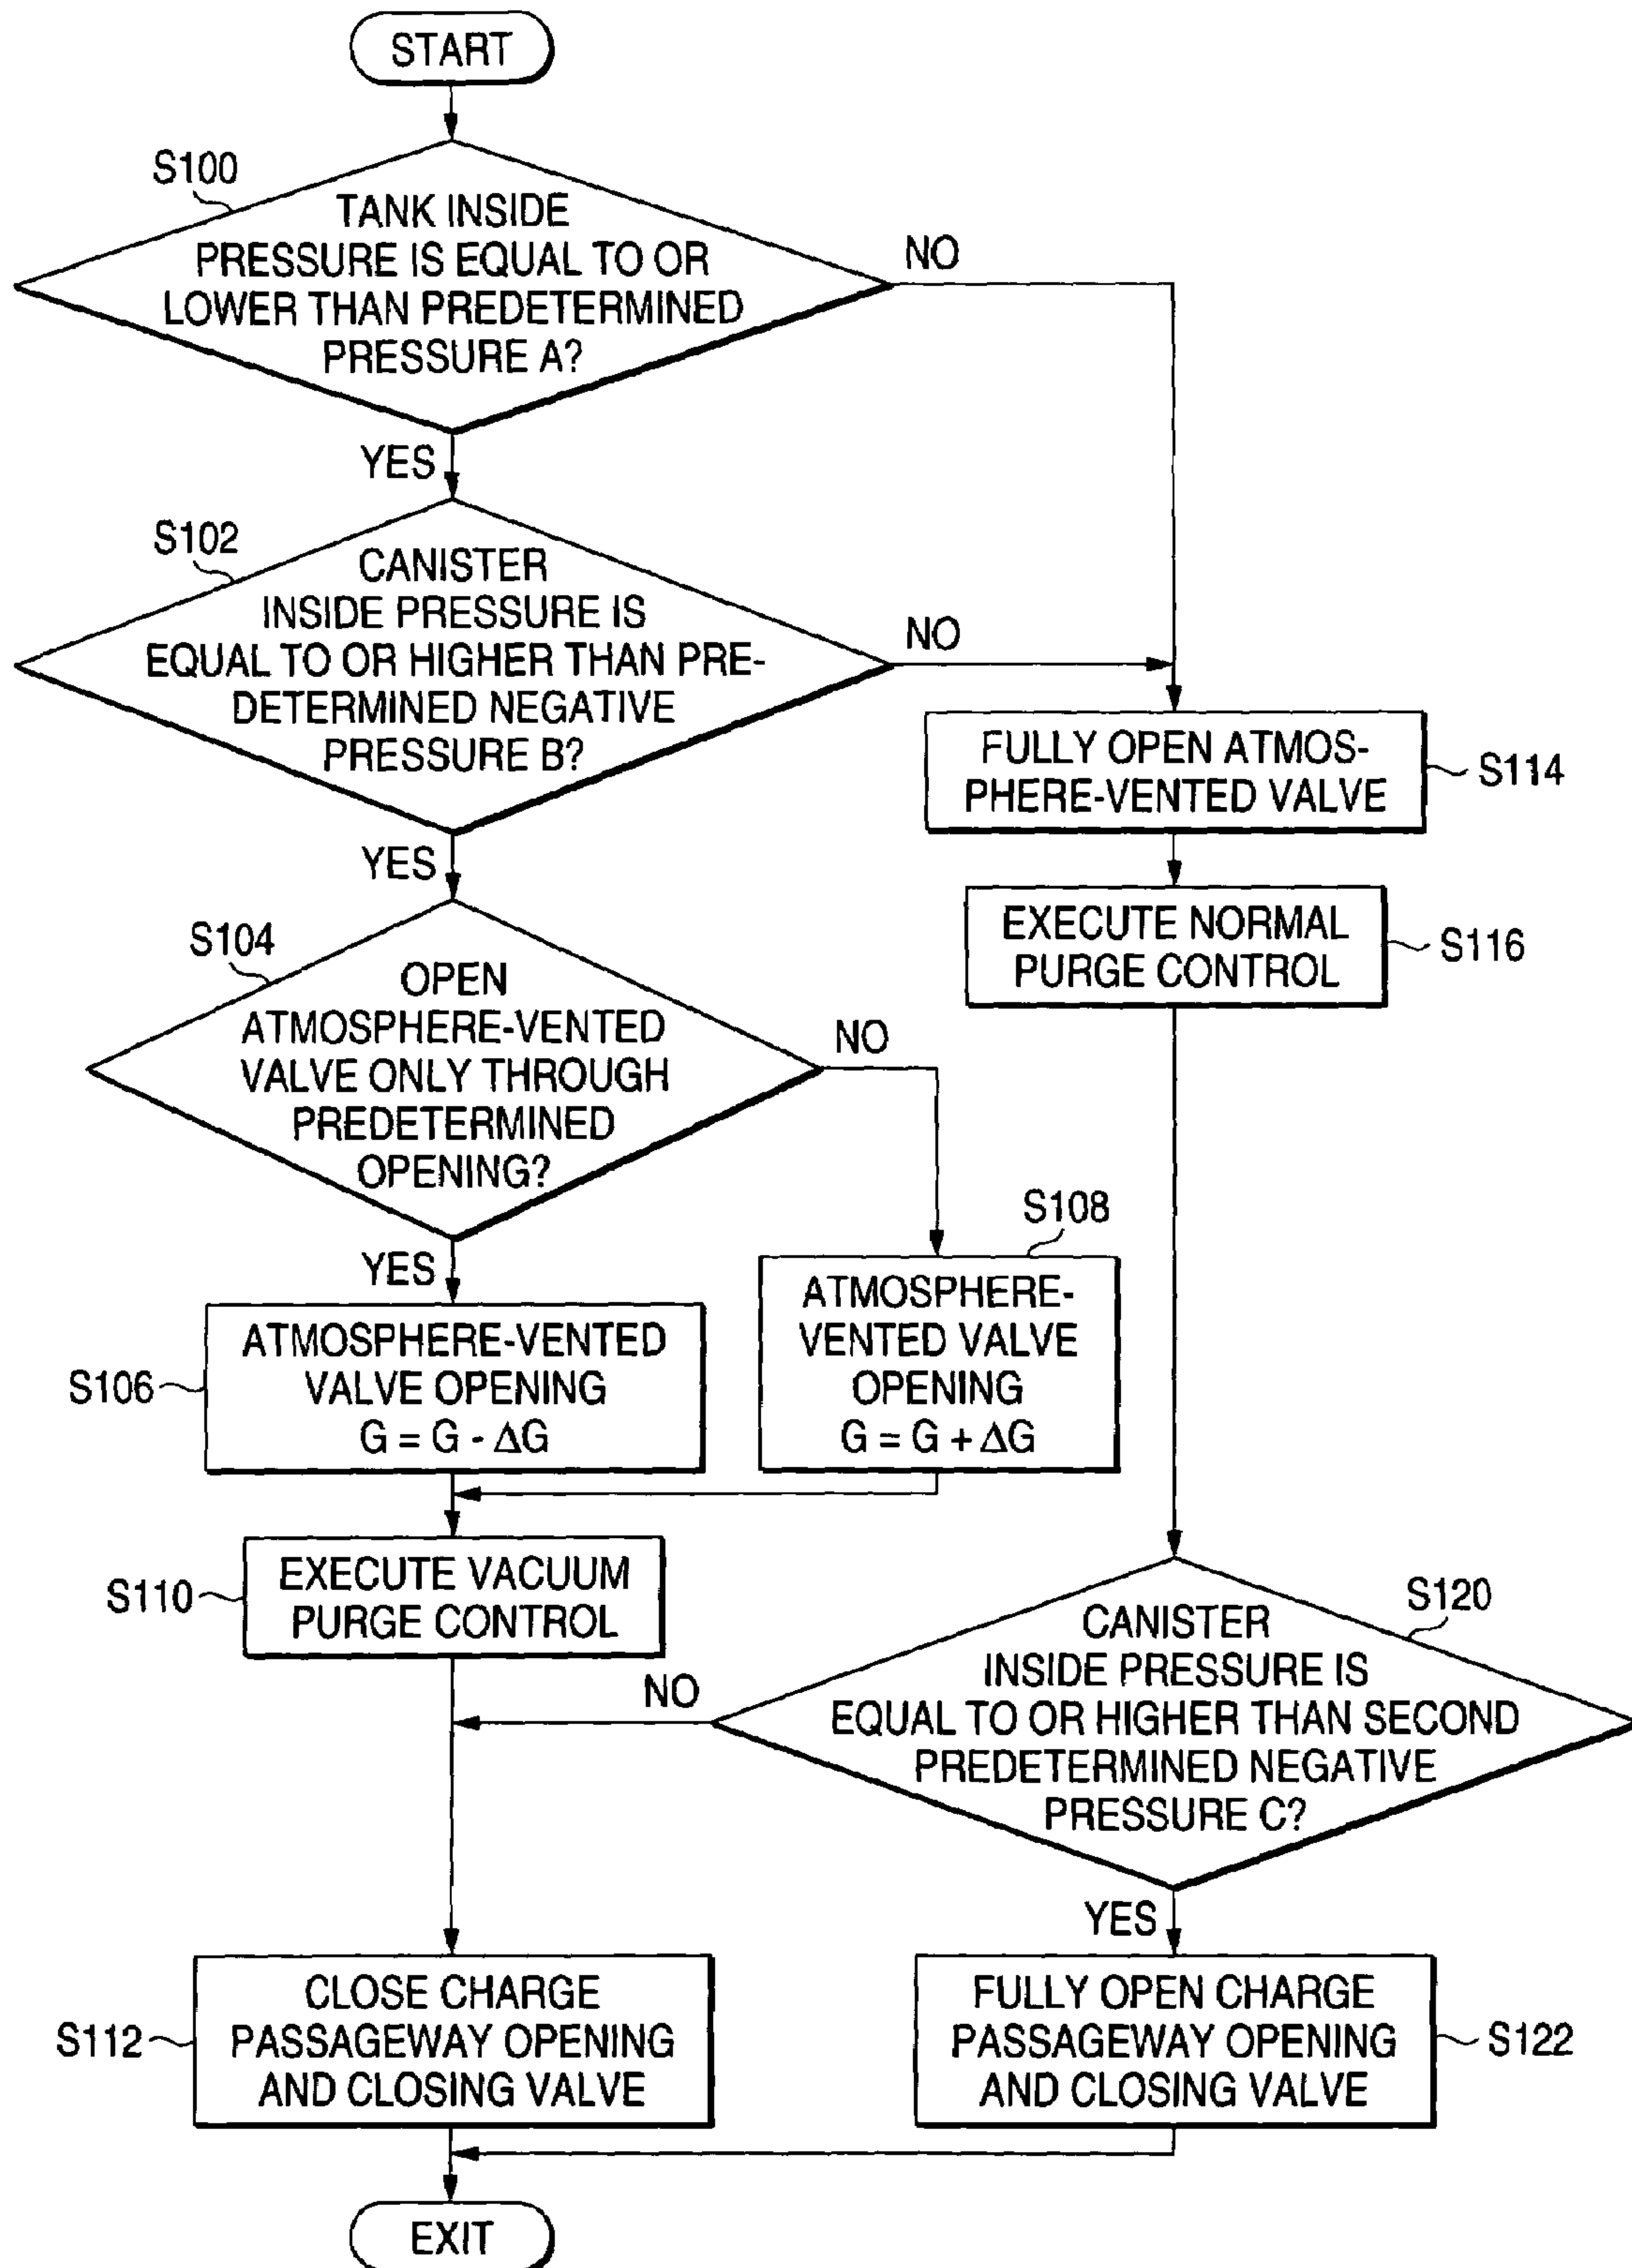 START
S100
TANK INSIDE
PRESSURE IS EQUAL TO OR
LOWER THAN PREDETERMINED
PRESSURE A?
NO
YES
S102
CANISTER
INSIDE PRESSURE IS
EQUAL TO OR HIGHER THAN PRE-
DETERMINED NEGATIVE
PRESSURE B?
NO
YES
FULLY OPEN ATMOS-
PHERE-VENTED VALVE
S114
EXECUTE NORMAL
PURGE CONTROL
S116
S104
OPEN
ATMOSPHERE-VENTED
VALVE ONLY THROUGH
PREDETERMINED
OPENING?
NO
YES
S108
ATMOSPHERE-
VENTED VALVE
OPENING
G = G + ΔG
S106
ATMOSPHERE-VENTED
VALVE OPENING
G = G - ΔG
S110
EXECUTE VACUUM
PURGE CONTROL
S120
CANISTER
INSIDE PRESSURE IS
EQUAL TO OR HIGHER THAN SECOND
PREDETERMINED NEGATIVE
PRESSURE C?
NO
YES
S112
CLOSE CHARGE
PASSAGEWAY OPENING
AND CLOSING VALVE
FULLY OPEN CHARGE
PASSAGEWAY OPENING
AND CLOSING VALVE
S122
EXIT